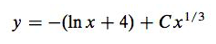 y = −(ln x + 4) + Cx^{1/3}